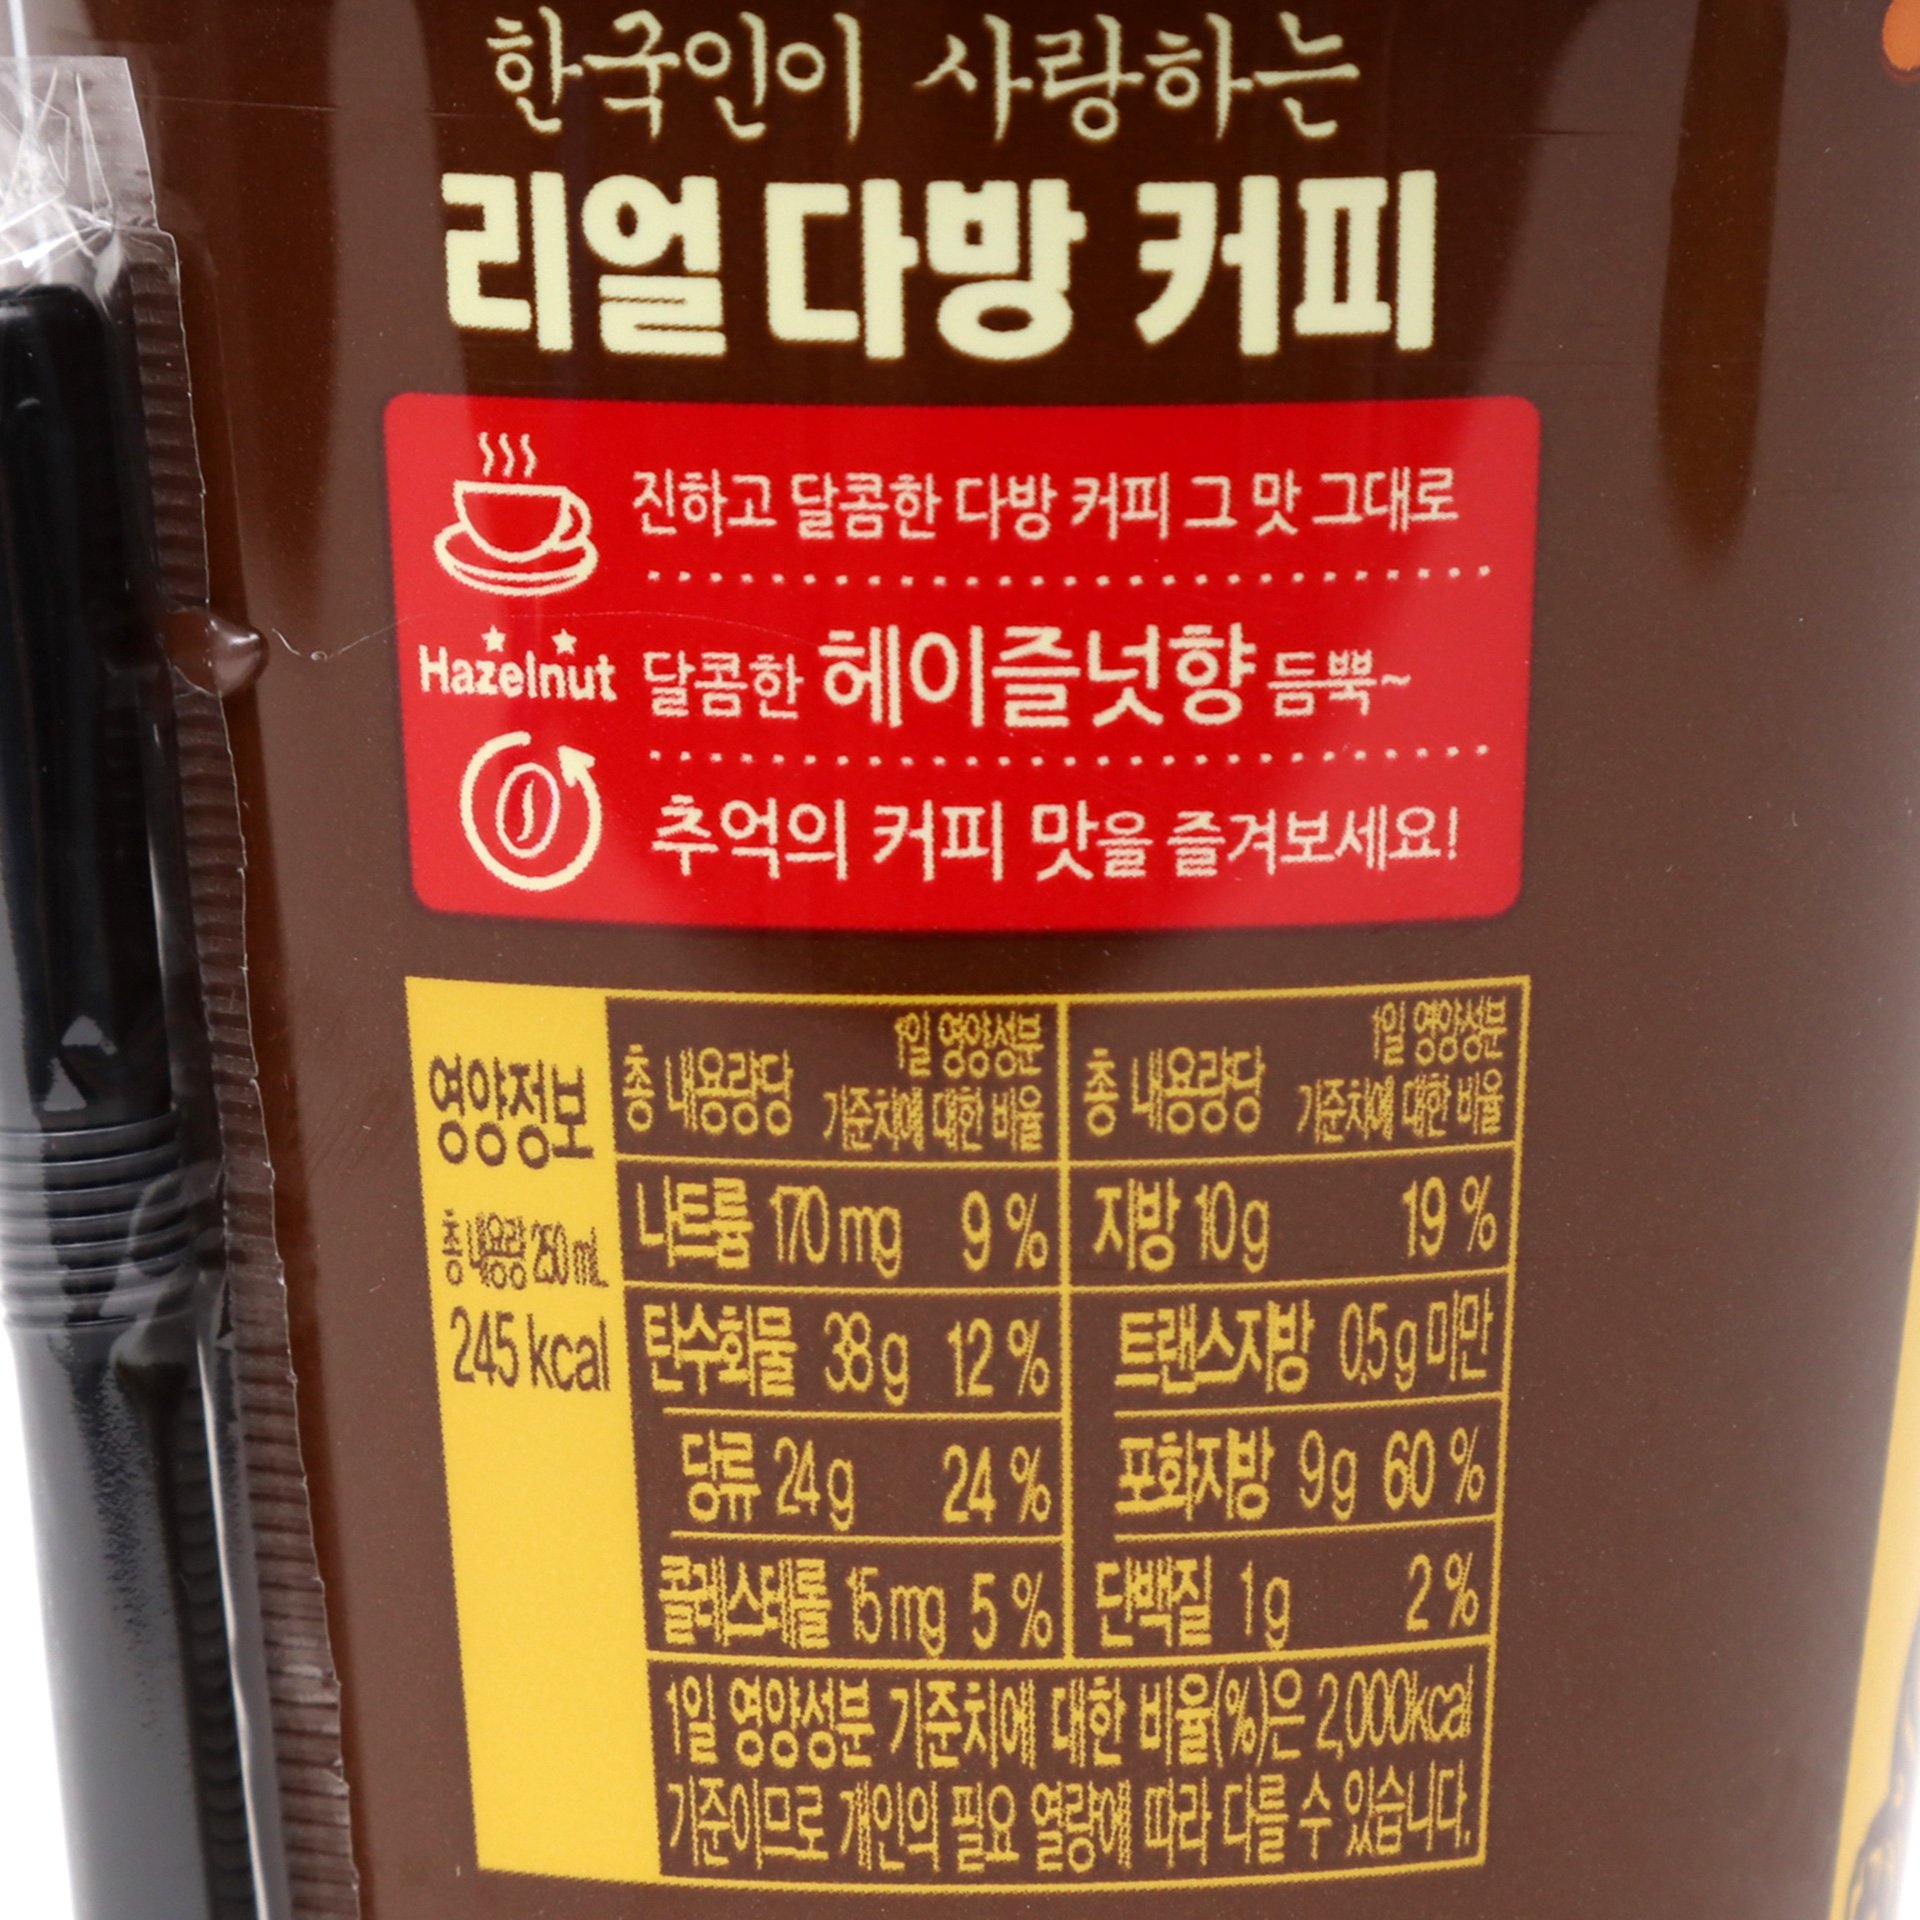 한국인이 사랑하는
리얼 다방 커피
진하고 달콤한 다방 커피 그 맛 그대로
Hazelnut 달콤한 헤이즐넛향 듬뿍~
추억의 커피 맛을 즐겨보세요!
영양정보
총 내용량 250 mL
245 kcal
총 내용량당 1일 영양성분 기준치에 대한 비율 총 내용량당 1일 영양성분 기준치에 대한 비율
나트륨 170 mg 9 % 지방 10 g 19 %
탄수화물 38 g 12 % 트랜스지방 0.5 g 미만
당류 24 g 24 % 포화지방 9 g 60 %
콜레스테롤 15 mg 5 % 단백질 1 g 2 %
1일 영양성분 기준치에 대한 비율(%)은 2,000kcal
기준이므로 개인의 필요 열량에 따라 다를 수 있습니다.